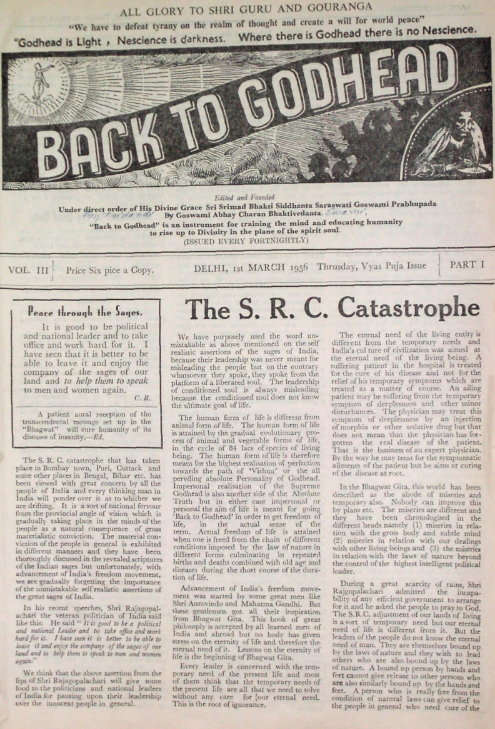 ALL GLORY TO SHRI GURU AND GOURANGA
"We have to defeat tyrany on the realm of thought and create a will for world peace"
"Godhead is Light, Nescience is darkness. Where there is Godhead there is no Nescience.
BACK TO GODHEAD
Edited and Founded
Under direct order of His Divine Grace Sri Srimad Bhakri Siddhanta Saraswati Goswami Prabhupada
By Goswami Abhay Charan Bhaktivedanta.
"Back to Godhead" is an instrument for training the mind and educating humanity
to rise up to Divinity in the plane of the spirit soul.
(ISSUED EVERY FORTNIGHTLY)
VOL. III Price Six pice a Copy. DELHI, 1st MARCH 1956 Thrusday, Vyas Puja Issue PART I
Peace through the Sages.
It is good to be political
and national leader and to take
office and work hard for it. I
have seen that it is better to be
able to leave it and enjoy the
company of the sages of our
land and to help them to speak
to men and women again.
C. R.
A patient aural reception of the
transcendental message set up in the
"Bhagwat" will cure humanity of its
diseases of insanity,—Ed.
The S.R.C. catastrophe that has taken
place in Bombay town, Puri, Cuttack and
some other places in Bengal, Bihar etc. has
been viewed with great concern by all the
people of India and every thinking man in
India will ponder over it as to whether we
are drifting. It is a sort of national fervour
from the provincial angle of vision which is
gradually taking place in the minds of the
people as a natural consequence of gross
materialistic conviction. The material con-
viction of the people in general is exhibited
in different manners and they have been
thoroughly discussed in the revealed scriptures
of the Indian sages but unfortunately, with
advancement of India's freedom movement,
we are gradually forgetting the importance
of the unmistakable self realistic assertions of
the great sages of India.
In his recent speeches, Shri Rajagopal-
achari the veteran politician of India said
like this: He said "It is good to be a political
and national Leader and to take office and work
hard for it. I have seen it is better to be able to
leave it and enjoy the company of the sages of our
land and to help them to speak to men and women
again."
We think that the above assertion from the
lips of Shri Rajagopalachari will give some
food to the politicians and national leaders
of India for pausing upon their leadership
over the innocent people in general.
The S. R. C. Catastrophe
We have purposely used the word un-
mistakable as above mentioned on the self
realist assertions of the sages of India,
because their leadership was never meant for
misleading the people but on the contrary
whatsoever they spoke, they spoke from the
platform of a liberated soul. The leadership
of conditioned soul is always misleading
because the conditioned soul does not know
the ultimate goal of life.
The human form of life is different from
animal form of life. The human form of life
is attained by the gradual evolutionary pro-
cess of animal and vegetable forms of life,
in the cycle of 84 lacs species of living
beings. The human form of life is therefore
meant for the highest realisation of perfection
towards the path of "Vishnu" or the all
perading absolute Personality of Godhead.
Impersonal realisation of the Supreme
Godhead is also another side of the Absolute
Truth but in either case impersonal or
personal the aim of life is meant for going
'Back to Godhead' in order to get freedom of
life, in the actual sense of the
term. Actual freedom of life is attained
when one is freed from the chain of different
conditions imposed by the law of nature in
different forms culminating in repeated
births and deaths combined with old age and
diseases during the short course of the dura-
tion of life.
Advancement of India's freedom move-
ment was started by some great men like
Shri Aurovindo and Mahatma Gandhi. But
these gentlemen got all their inspiration
from Bhagwat Gita. This book of great
philosophy is accepted by all learned men of
India and abroad but no body has given
stress on the eternity of life and therefore the
eternal need of it. Lessons on the eternity of
life is the beginning of Bhagwat Gita.
Every leader is concerned with the tem-
porary need of the present life and most
of them think that the temporary needs of
the present life are all that we need to solve
without any care for four eternal need.
This is the root of ignorance.
The eternal need of the living entity is
different from the temporary needs and
India's culture of civilization was aimed at
the eternal need of the living being. A
suffering patient in the hospital is treated
for the cure of his disease and not for the
relief of his temporary symptoms which are
treated as a matter of course. An ailing
patient may be suffering from the temporary
symptom of sleeplessness and other minor
disturbances. The physician may treat this
symptom of sleeplessness by an injection
of morphia or other sedative drug but that
does not mean that the physician has for-
gotten the real disease of the patient.
That is the business of an expert physician.
By the way he may treat for the symptomatic
ailments of the patient but he aims at curing
of the disease at root.
In the Bhagwat Gita, this world has been
described as the abode of miseries and
temporary also. Nobody can improve this
by plans etc. The miseries are different and
they have been chronologied in the
different heads namely (1) miseries in rela-
tion with the gross body and subtle mind
(2) miseries in relation with our dealings
with other living beings and (3) the miseries
in relation with the laws of nature beyond
the control of the highest intelligent political
leader.
During a great scarcity of rains, Shri
Rajgopalachari admitted the incapa-
bility of any efficient government to arrange
for it and he asked the people to pray to God.
The S.R.C. adjustment of our lands of living
is a sort of temporary need but our eternal
need is different from it. But the
leaders of the people do not know the eternal
need of man. They are themselves bound up
by the laws of nature and they wish to lead
others who are also bound up by the laws
of nature. A bound up person by hands and
feet cannot give release to other persons who
are also similarly bound up by the hands and
feet. A person who is really free from the
condition of natural laws can give relief to
the people in general who need cure of the